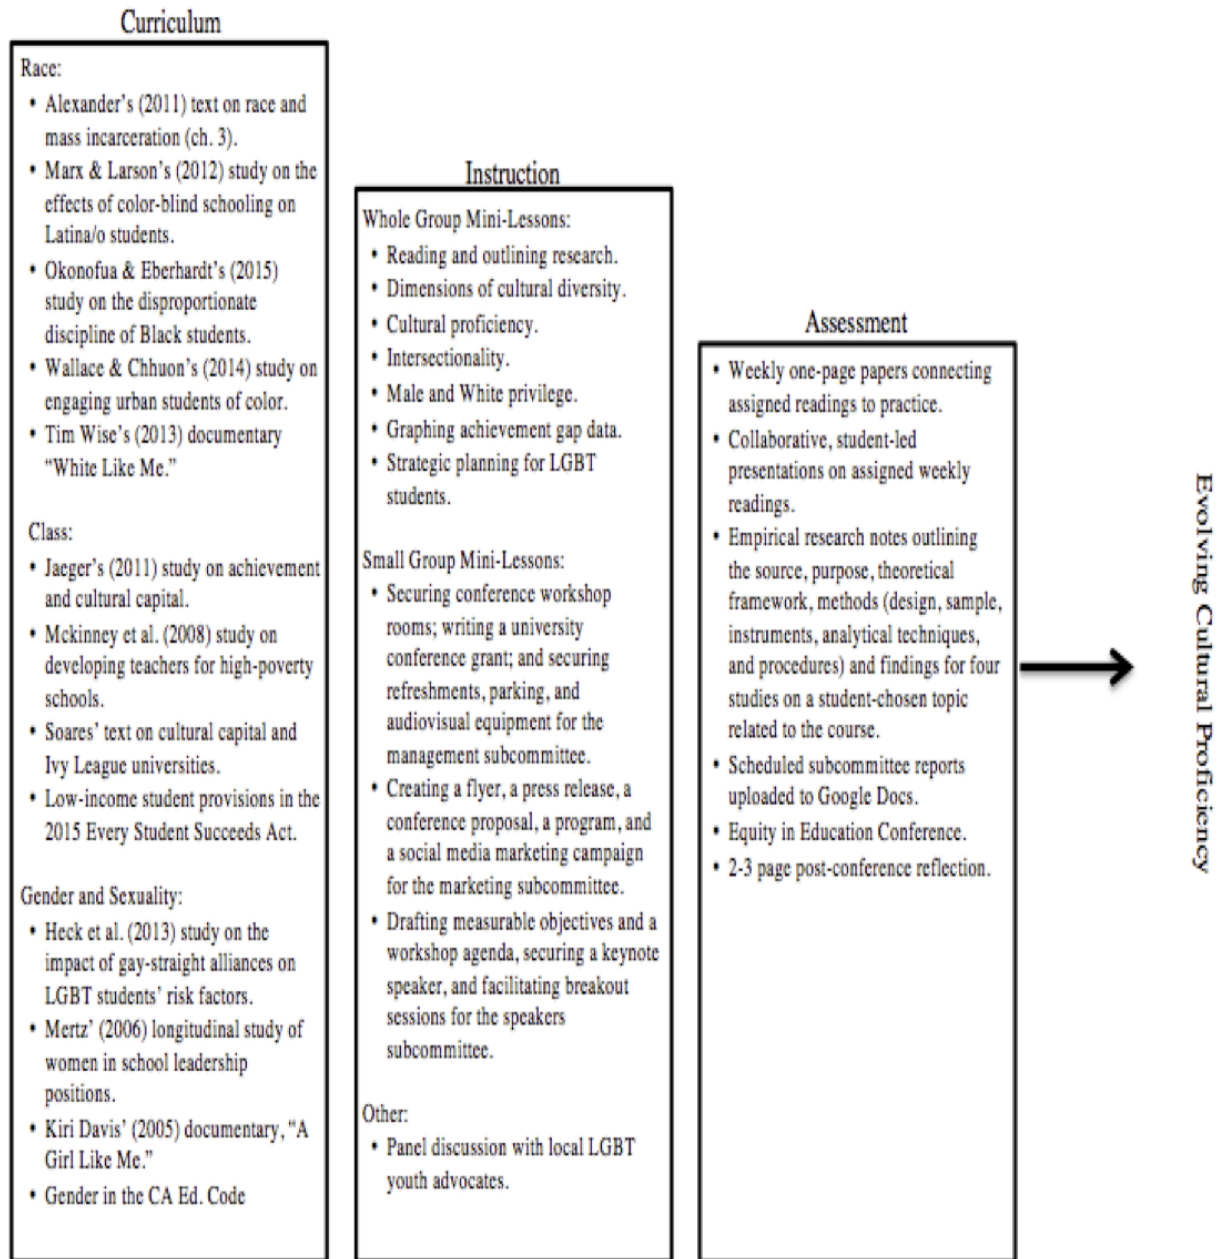 Curriculum
Race:
• Alexander's (2011) text on race and
mass incarceration (ch. 3).
• Marx & Larson's (2012) study on the
effects of color-blind schooling on
Latina/o students.
• Okonofua & Eberhardt's (2015)
study on the disproportionate
discipline of Black students.
• Wallace & Chhuon's (2014) study on
engaging urban students of color.
• Tim Wise's (2013) documentary
“White Like Me.”
Class:
• Jaeger's (2011) study on achievement
and cultural capital.
• Mckinney et al. (2008) study on
developing teachers for high-poverty
schools.
• Soares' text on cultural capital and
Ivy League universities.
• Low-income student provisions in the
2015 Every Student Succeeds Act.
Gender and Sexuality:
• Heck et al. (2013) study on the
impact of gay-straight alliances on
LGBT students' risk factors.
• Mertz' (2006) longitudinal study of
women in school leadership
positions.
• Kiri Davis' (2005) documentary, “A
Girl Like Me.”
• Gender in the CA Ed. Code
Instruction
Whole Group Mini-Lessons:
• Reading and outlining research.
• Dimensions of cultural diversity.
• Cultural proficiency.
• Intersectionality.
• Male and White privilege.
• Graphing achievement gap data.
• Strategic planning for LGBT
students.
Small Group Mini-Lessons:
• Securing conference workshop
rooms; writing a university
conference grant; and securing
refreshments, parking, and
audiovisual equipment for the
management subcommittee.
• Creating a flyer, a press release, a
conference proposal, a program, and
a social media marketing campaign
for the marketing subcommittee.
• Drafting measurable objectives and a
workshop agenda, securing a keynote
speaker, and facilitating breakout
sessions for the speakers
subcommittee.
Other:
• Panel discussion with local LGBT
youth advocates.
Assessment
• Weekly one-page papers connecting
assigned readings to practice.
• Collaborative, student-led
presentations on assigned weekly
readings.
• Empirical research notes outlining
the source, purpose, theoretical
framework, methods (design, sample,
instruments, analytical techniques,
and procedures) and findings for four
studies on a student-chosen topic
related to the course.
• Scheduled subcommittee reports
uploaded to Google Docs.
• Equity in Education Conference.
• 2-3 page post-conference reflection.
Evolving Cultural Proficiency